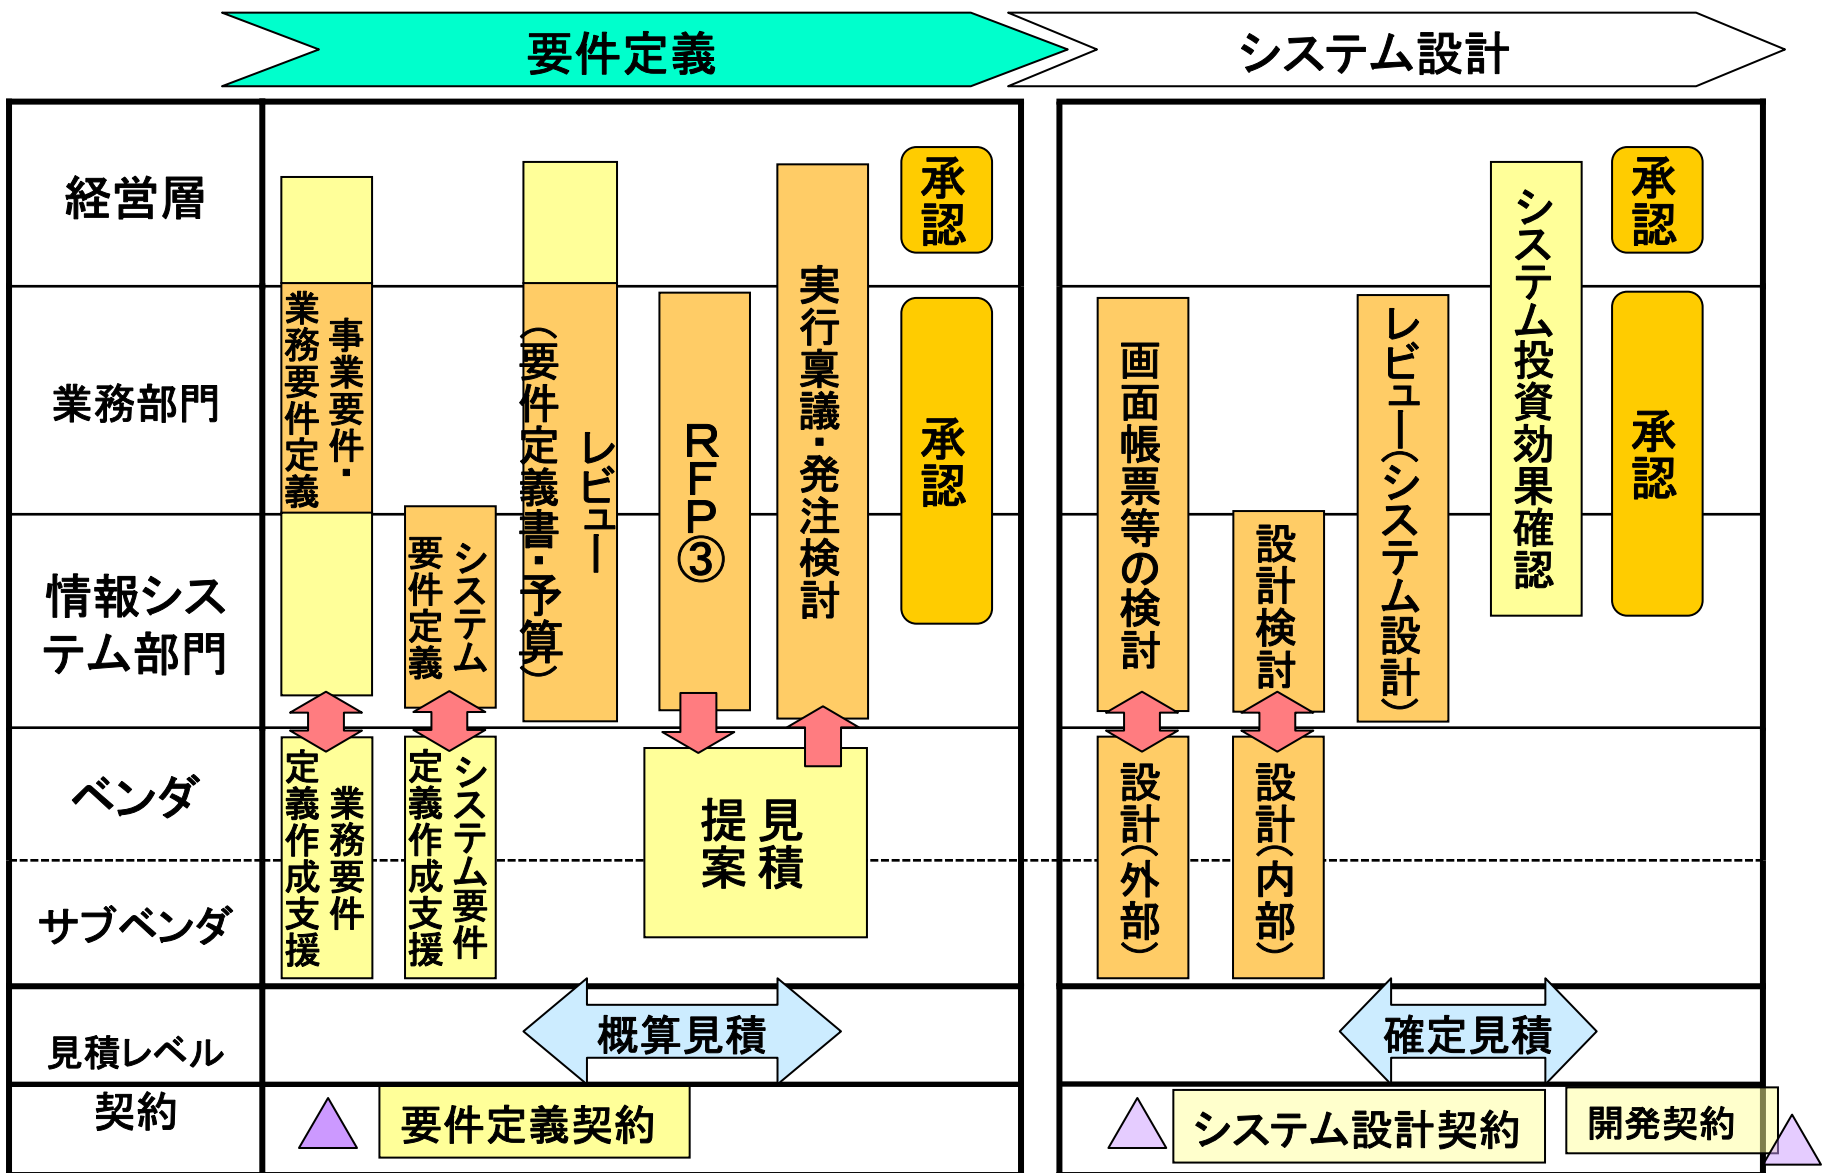 要件定義
システム設計
経営層
業務部門
情報シス
テム部門
ベンダ
サブベンダ
見積レベル
契約
事業要件・
業務要件定義
システム
要件定義
レビュー
（要件定義書・予算）
ＲＦＰ③
実行稟議・発注検討
承認
承認
業務要件
定義作成支援
システム要件
定義作成支援
見積
提案
概算見積
要件定義契約
画面帳票等の検討
設計検討
レビュー（システム設計）
システム投資効果確認
承認
承認
設計（外部）
設計（内部）
確定見積
システム設計契約
開発契約